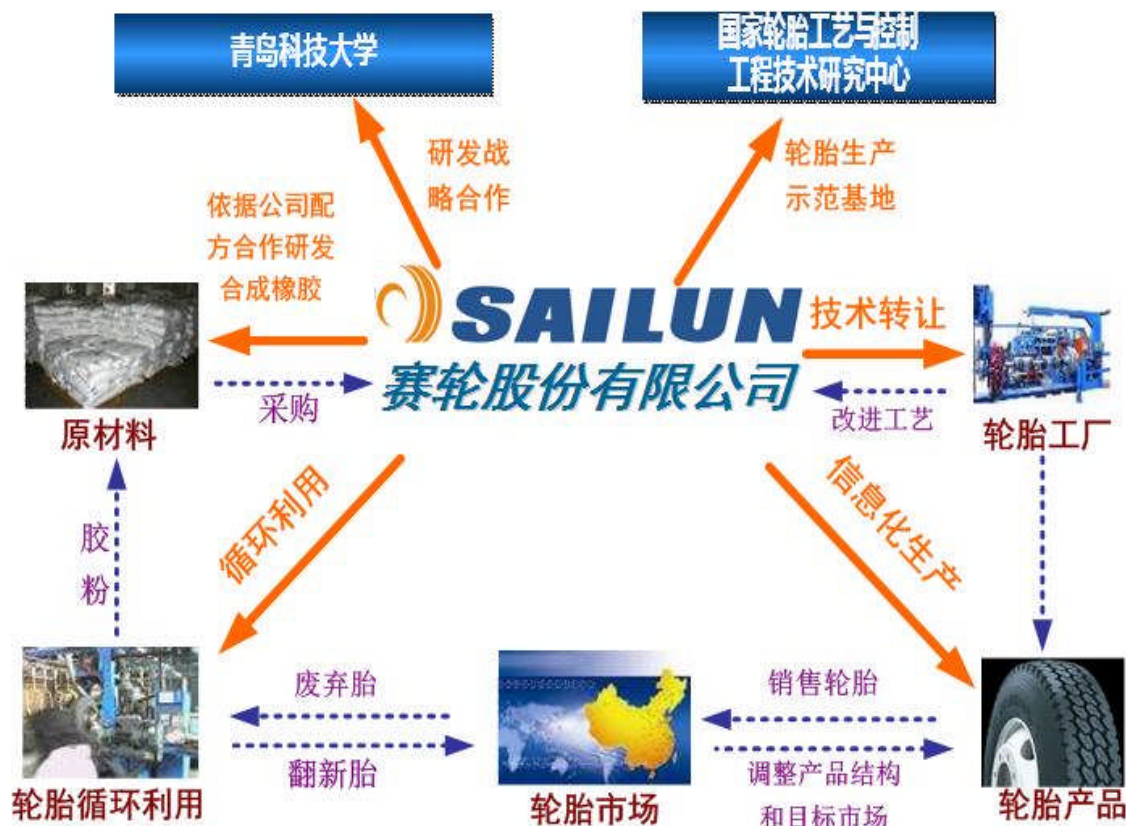 青岛科技大学
国家轮胎工艺与控制
工程技术研究中心
研发战
略合作
轮胎生产
示范基地
依据公司配
方合作研发
合成橡胶
SAILUN
赛轮股份有限公司
技术转让
采购
改进工艺
原材料
轮胎工厂
循环利用
信息化生产
胶
粉
废弃胎
翻新胎
销售轮胎
调整产品结构
和目标市场
轮胎循环利用
轮胎市场
轮胎产品